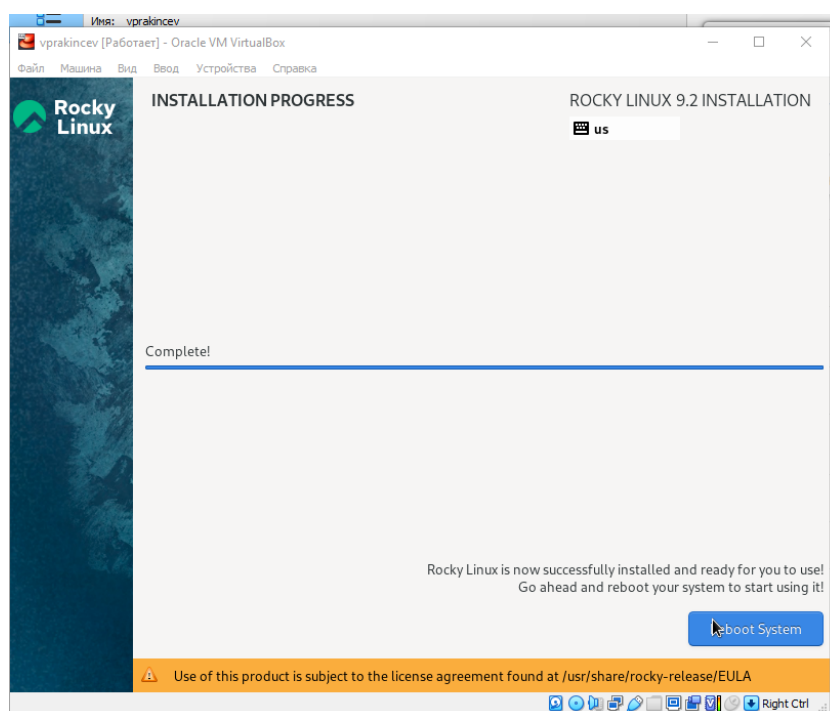 Имя: vprakincev
vprakincev [Работает] - Oracle VM VirtualBox
Файл Машина Вид Ввод Устройства Справка
Rocky
Linux
INSTALLATION PROGRESS
ROCKY LINUX 9.2 INSTALLATION
us
Complete!
Rocky Linux is now successfully installed and ready for you to use!
Go ahead and reboot your system to start using it!
Reboot System
Use of this product is subject to the license agreement found at /usr/share/rocky-release/EULA
Right Ctrl